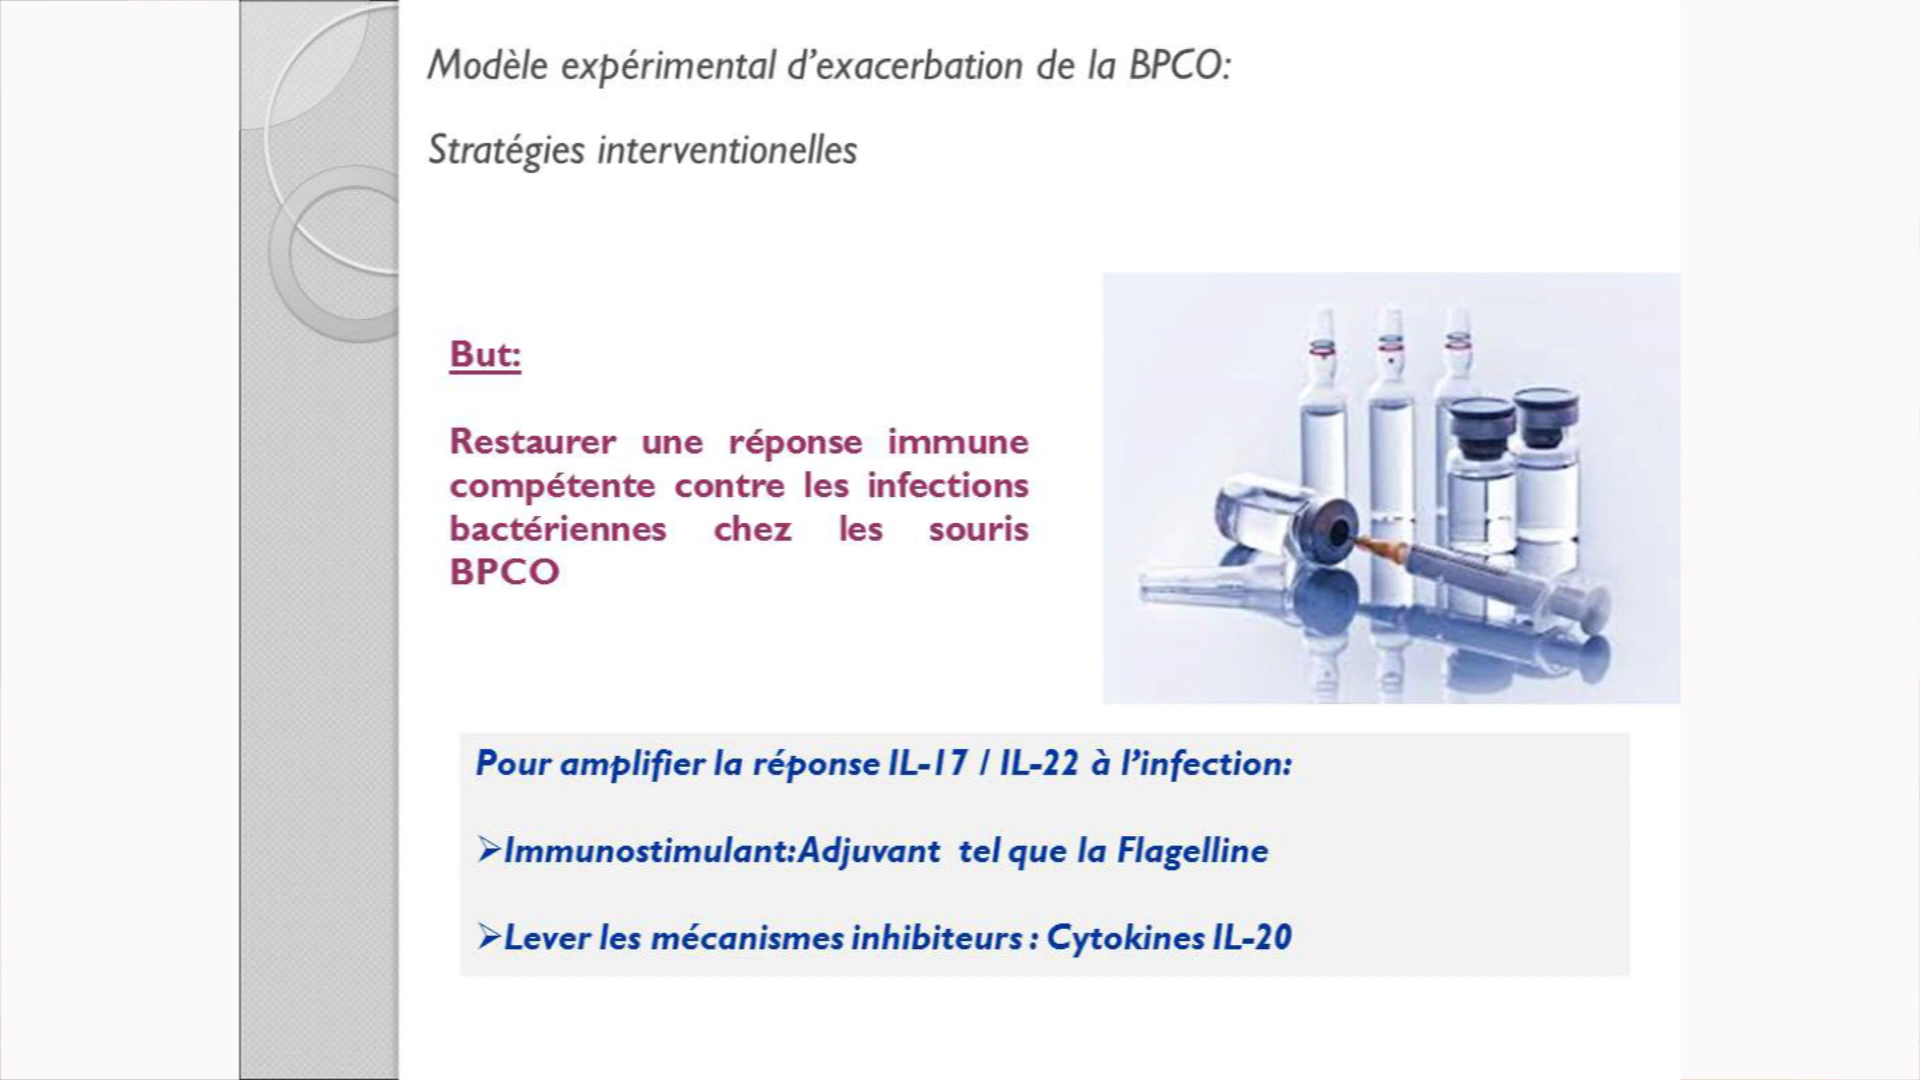 Modèle expérimental d’exacerbation de la BPCO:
Stratégies interventionelles
But:
Restaurer une réponse immune
compétente contre les infections
bactériennes chez les souris
BPCO
Pour amplifier la réponse IL-17 / IL-22 à l’infection:
➢Immunostimulant:Adjuvant tel que la Flagelline
➢Lever les mécanismes inhibiteurs : Cytokines IL-20